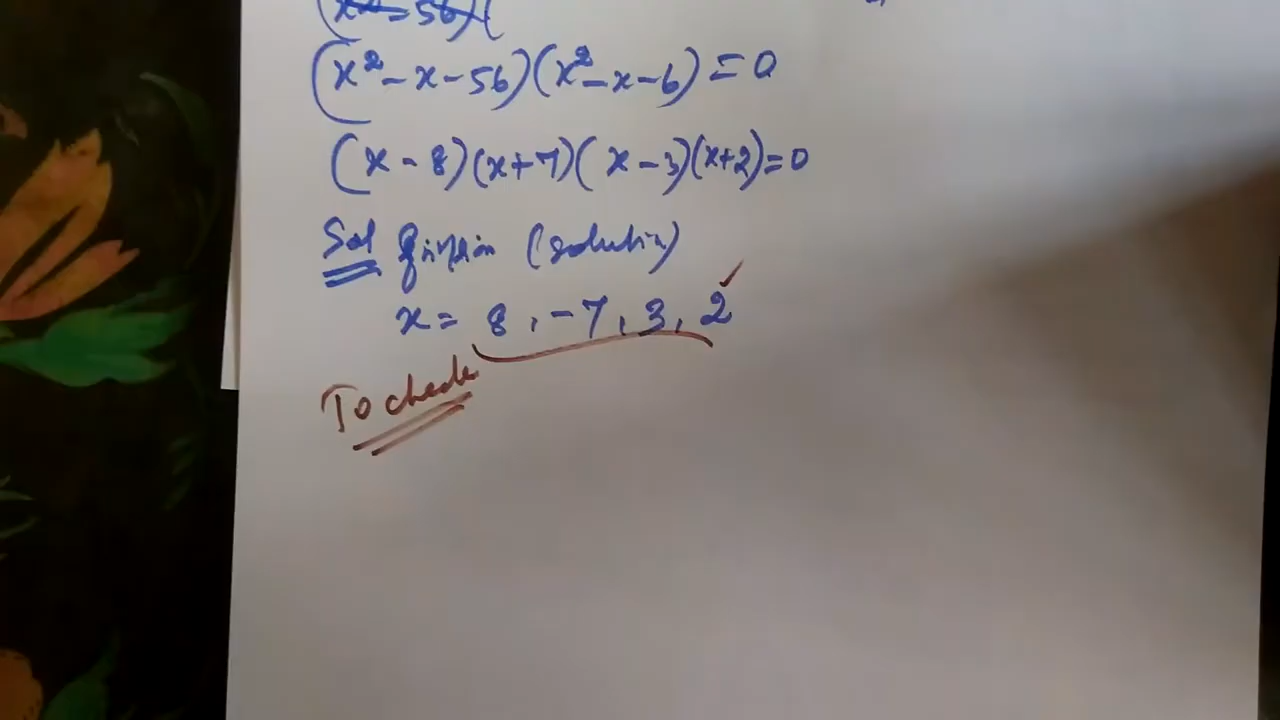 (x²-x-56)(x²-x-6)=0
(x-8)(x+7)(x-3)(x+2)=0
Sol (solution)
x= 8, -7, 3, 2
To check